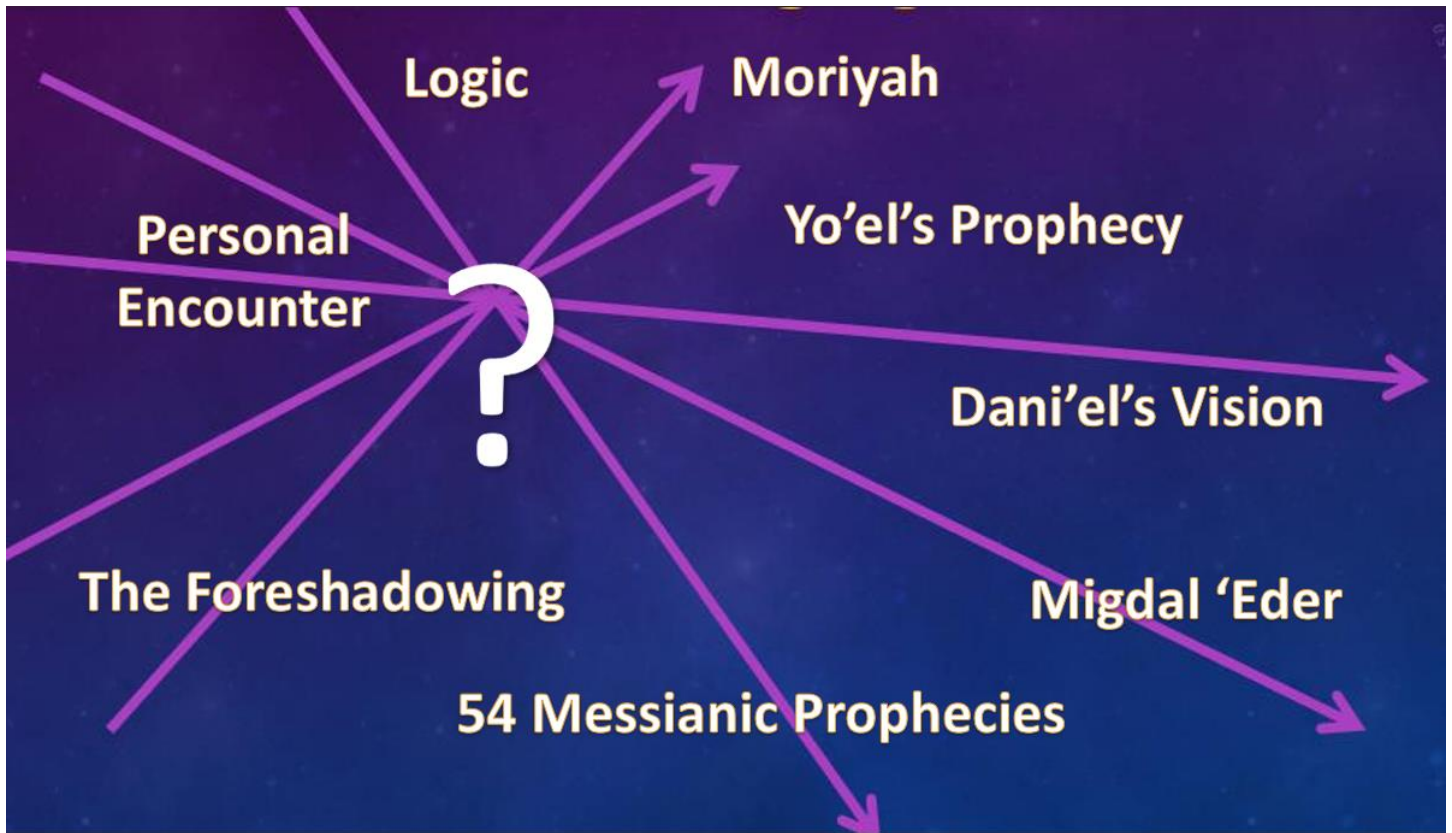 Logic
Moriyah
Yo’el’s Prophecy
Personal
Encounter
?
Dani’el’s Vision
The Foreshadowing
Migdal ‘Eder
54 Messianic Prophecies